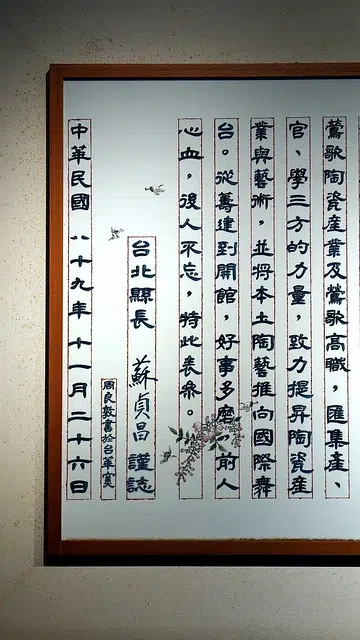 鶯歌陶瓷產業及鶯歌高職，匯集產、
官、學三方的力量，致力提昇陶瓷產
業與藝術，並將本土陶藝推向國際舞
台。從籌建到開館，好事多磨，前人
心血，後人不忘，特此表彔。
台北縣長 蘇貞昌 謹誌
周良敦書於台華窯
中華民國 八十九年十一月二十六日